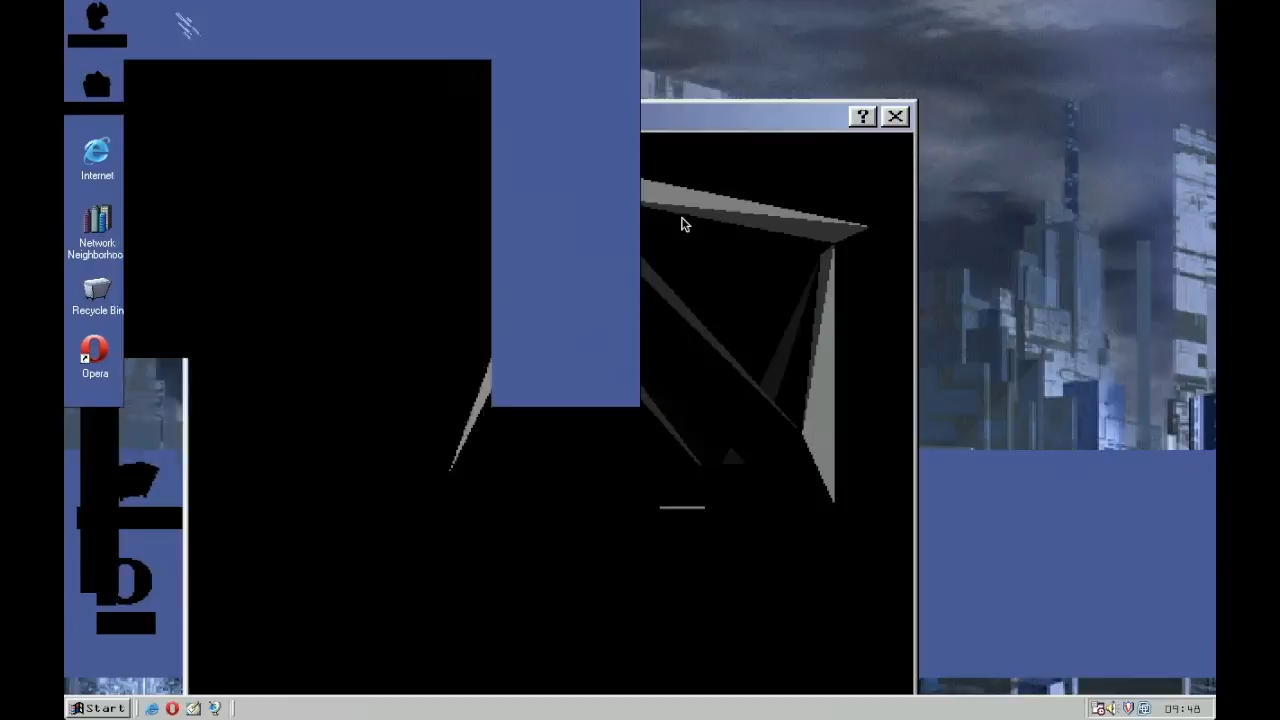 ?
Internet
Network
Neighborhoo
Recycle Bin
Opera
Start
09:48